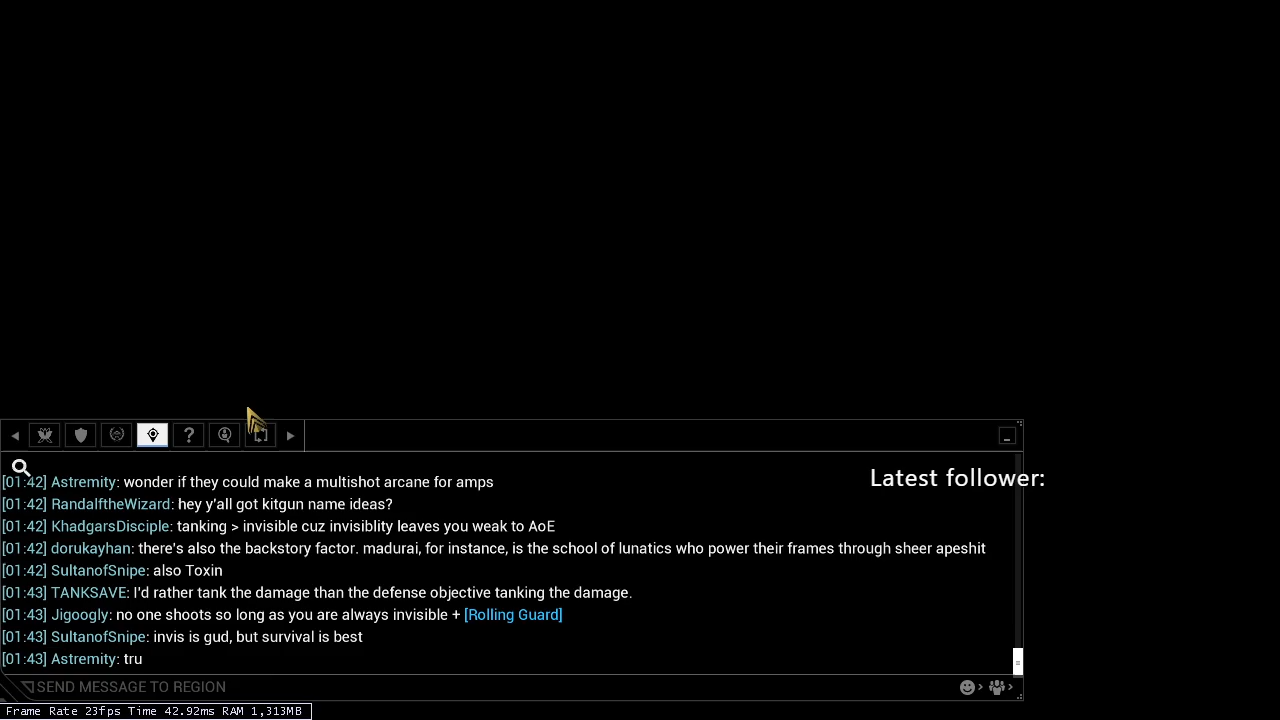 [01:42] Astremity: wonder if they could make a multishot arcane for amps
Latest follower:
[01:42] RandalftheWizard: hey y'all got kitgun name ideas?
[01:42] KhadgarsDisciple: tanking > invisible cuz invisiblity leaves you weak to AoE
[01:42] dorukayhan: there's also the backstory factor. madurai, for instance, is the school of lunatics who power their frames through sheer apeshit
[01:42] SultanofSnipe: also Toxin
[01:43] TANKSAVE: I'd rather tank the damage than the defense objective tanking the damage.
[01:43] Jigoogly: no one shoots so long as you are always invisible + [Rolling Guard]
[01:43] SultanofSnipe: invis is gud, but survival is best
[01:43] Astremity: tru
SEND MESSAGE TO REGION
Frame Rate 23fps Time 42.92ms RAM 1,313MB